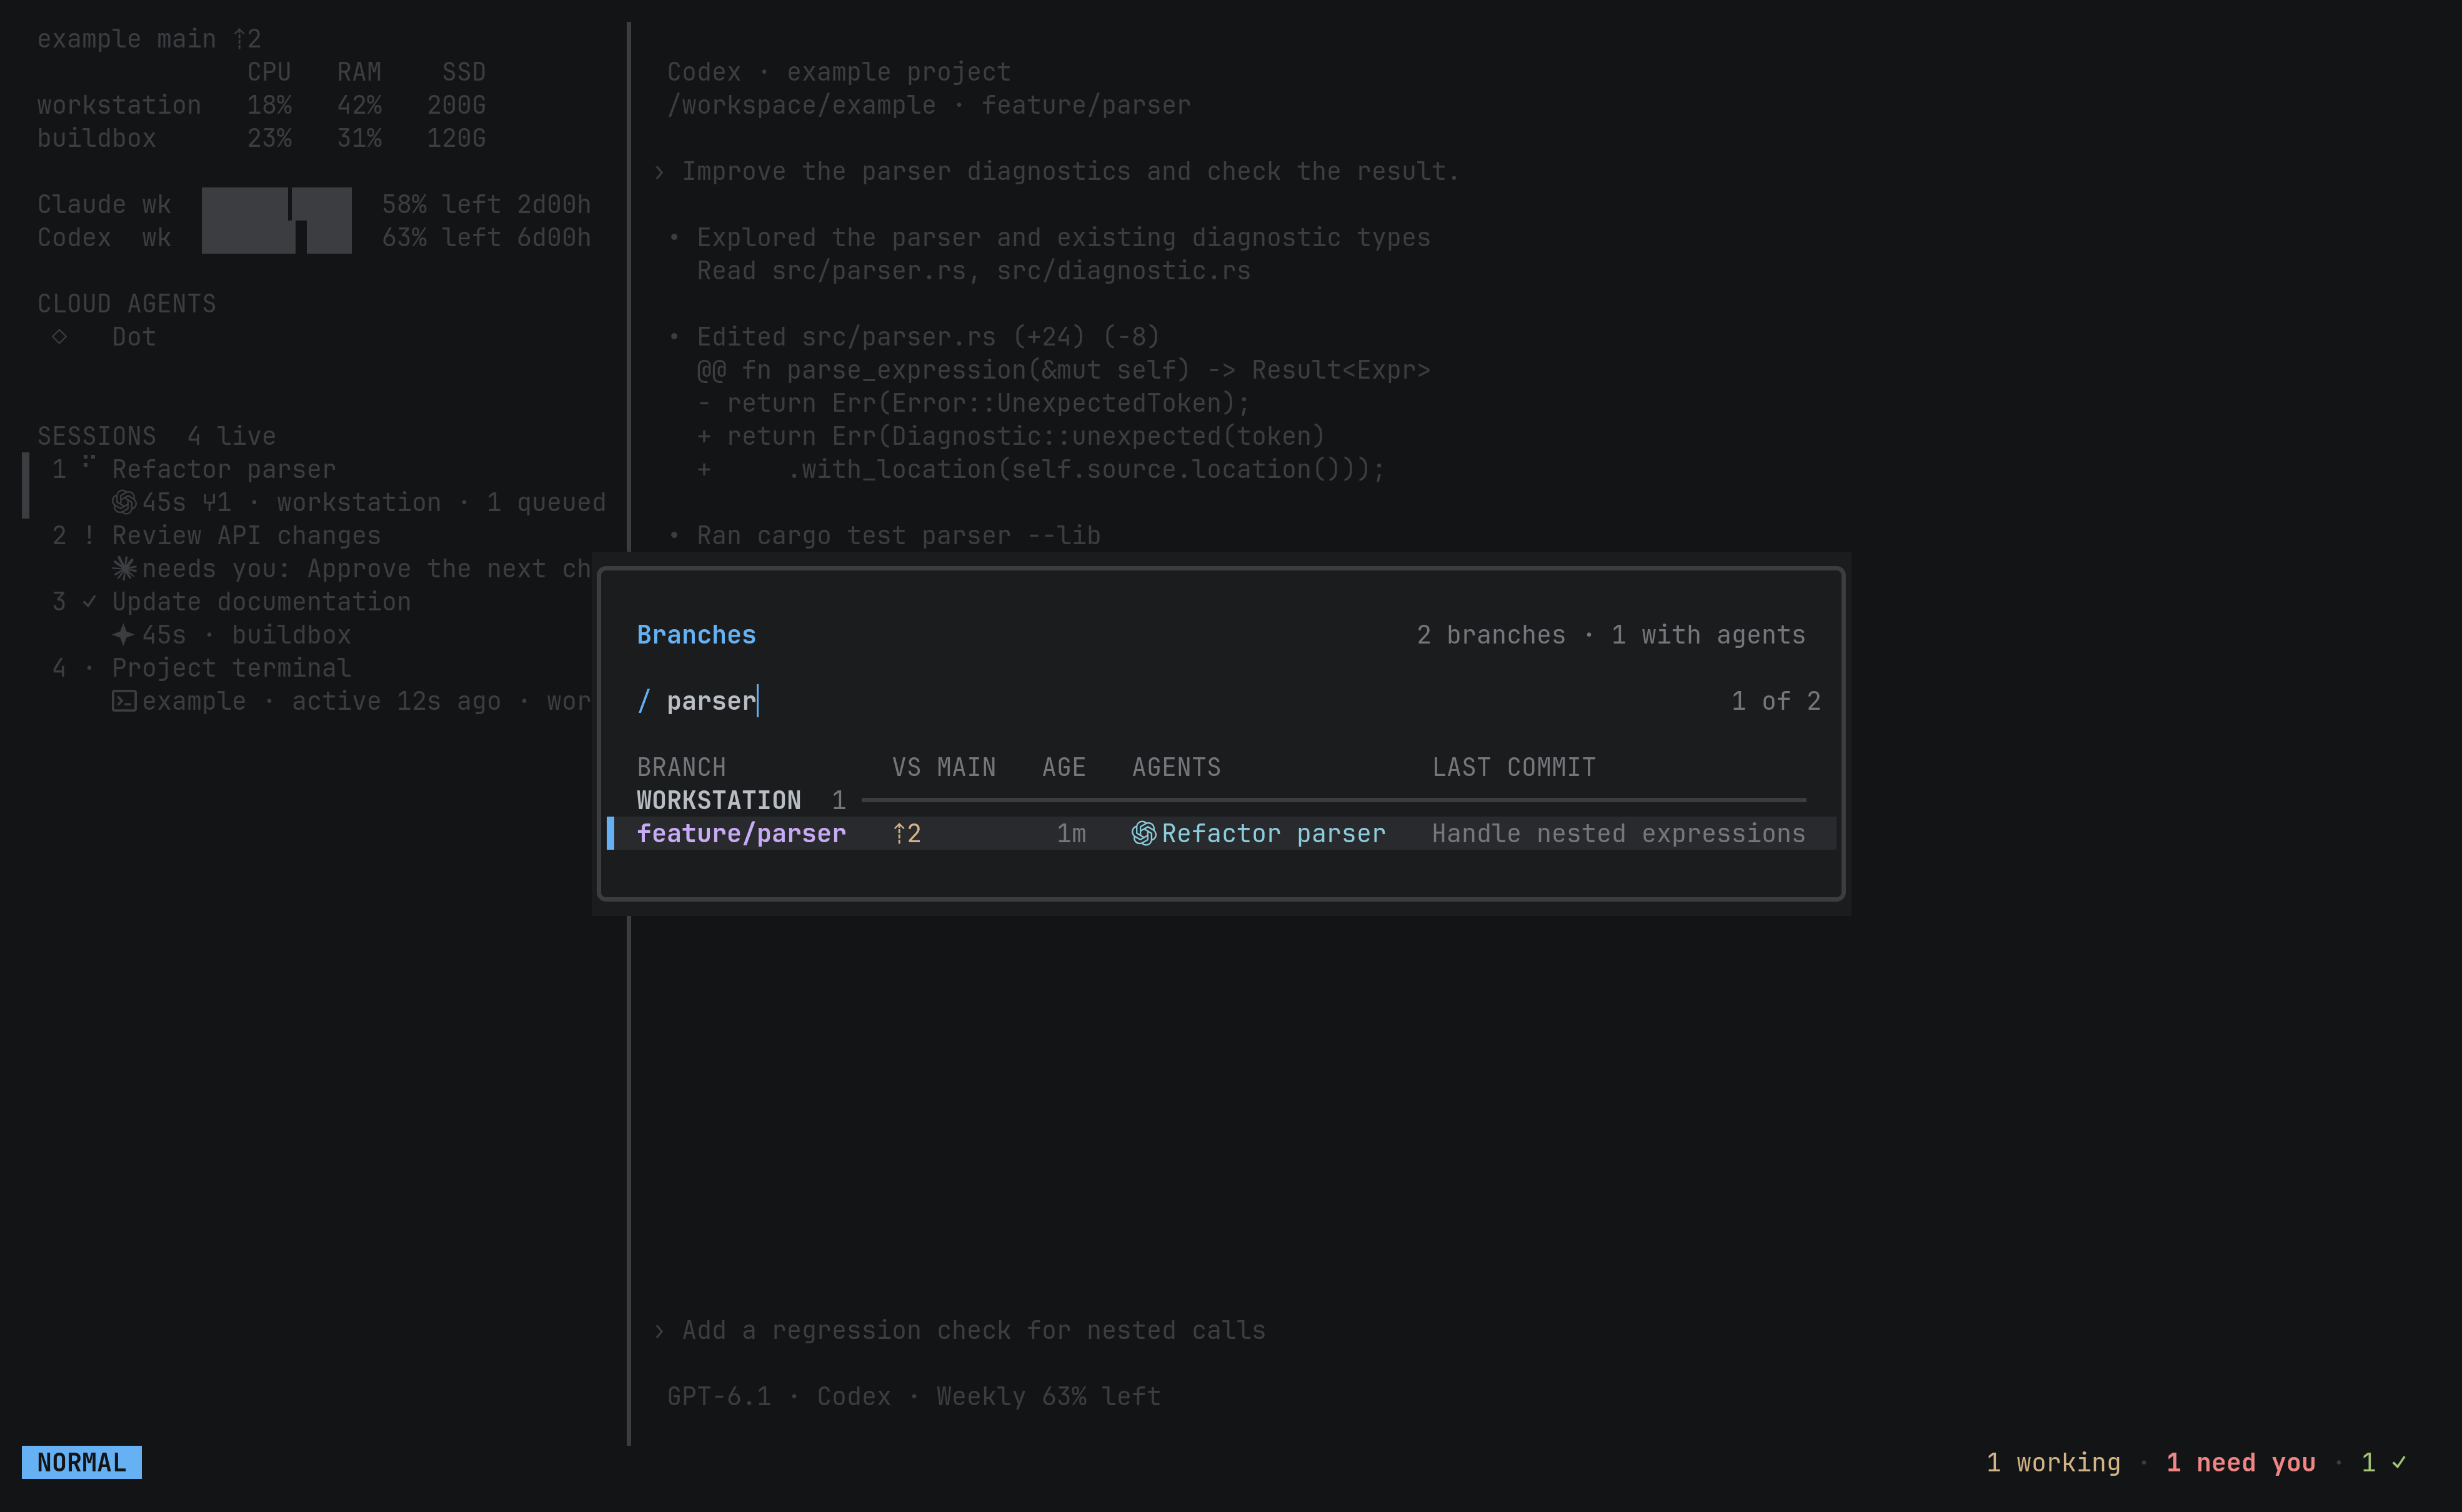 example main ⇡2
CPU RAM SSD
workstation 18% 42% 200G
buildbox 23% 31% 120G
Claude wk 58% left 2d00h
Codex wk 63% left 6d00h
CLOUD AGENTS
◇ Dot
SESSIONS 4 live
1 Refactor parser
45s ⑂1 · workstation · 1 queued
2 ! Review API changes
needs you: Approve the next ch
3 ✓ Update documentation
45s · buildbox
4 · Project terminal
example · active 12s ago · wor
Codex · example project
/workspace/example · feature/parser
› Improve the parser diagnostics and check the result.
• Explored the parser and existing diagnostic types
Read src/parser.rs, src/diagnostic.rs
• Edited src/parser.rs (+24) (-8)
@@ fn parse_expression(&mut self) -> Result<Expr>
- return Err(Error::UnexpectedToken);
+ return Err(Diagnostic::unexpected(token)
+ .with_location(self.source.location()));
• Ran cargo test parser --lib
Branches 2 branches · 1 with agents
/ parser 1 of 2
BRANCH VS MAIN AGE AGENTS LAST COMMIT
WORKSTATION 1
feature/parser ⇡2 1m Refactor parser Handle nested expressions
› Add a regression check for nested calls
GPT-6.1 · Codex · Weekly 63% left
NORMAL 1 working · 1 need you · 1 ✓